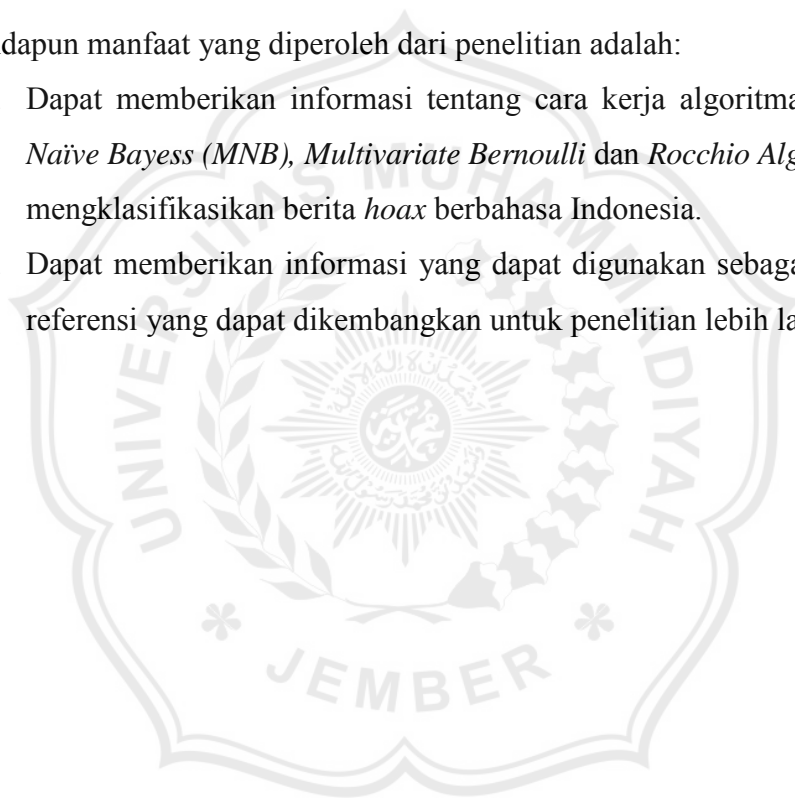 dapun manfaat yang diperoleh dari penelitian adalah:
Dapat memberikan informasi tentang cara kerja algoritma
Naïve Bayess (MNB), Multivariate Bernoulli dan Rocchio Alg
mengklasifikasikan berita hoax berbahasa Indonesia.
Dapat memberikan informasi yang dapat digunakan sebaga
referensi yang dapat dikembangkan untuk penelitian lebih la
UNIVERSITAS MUHAMMADIYAH
JEMBER